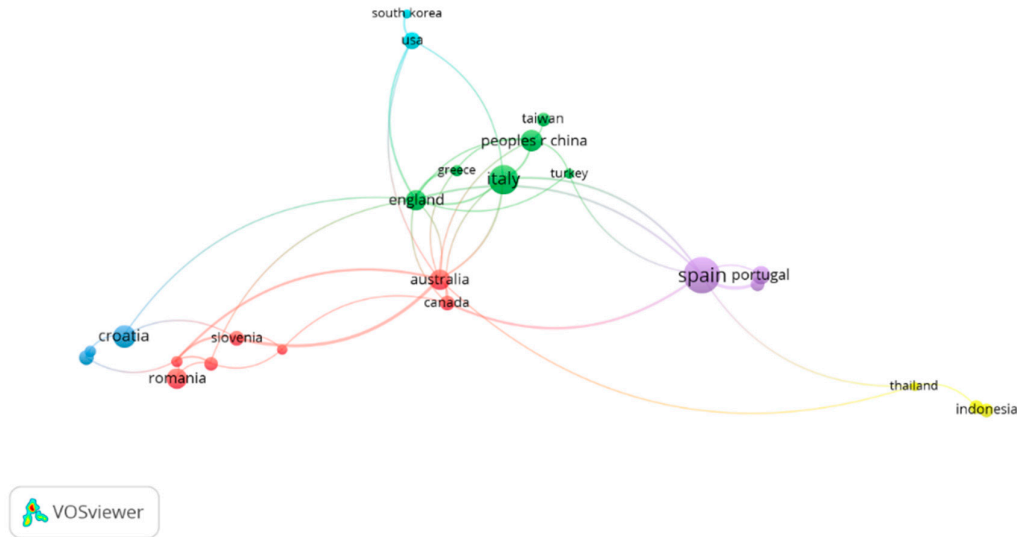 south korea
usa
taiwan
peoples r china
greece
italy
turkey
england
spain
portugal
australia
canada
croatia
slovenia
romania
thailand
indonesia
VOSviewer